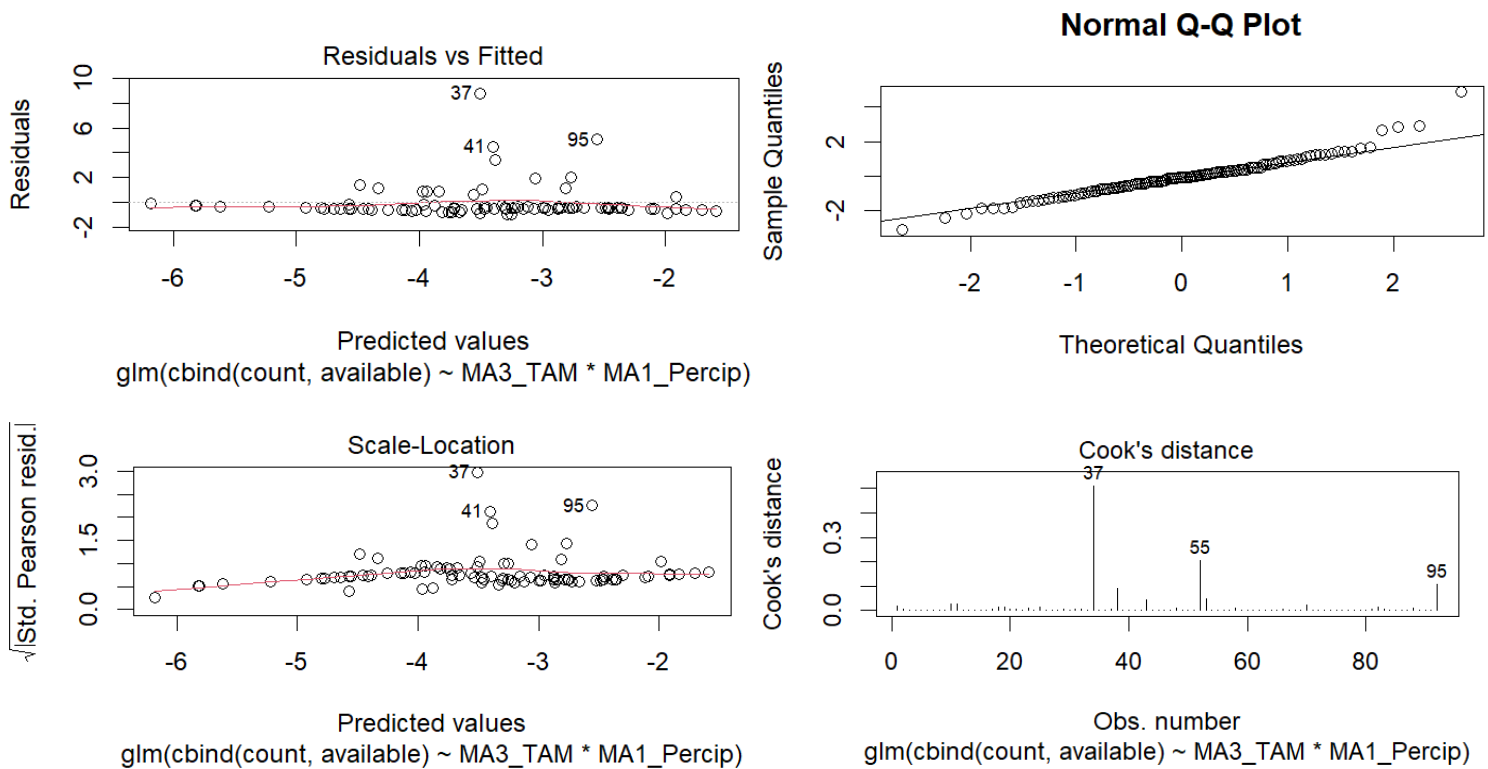 Residuals vs Fitted
Residuals
10
6
2
-2
37
41
95
-6 -5 -4 -3 -2
Predicted values
glm(cbind(count, available) ~ MA3_TAM * MA1_Percip)
Normal Q-Q Plot
Sample Quantiles
2
-2
-2 -1 0 1 2
Theoretical Quantiles
Scale-Location
√|Std. Pearson resid.|
3.0
1.5
0.0
37
41
95
-6 -5 -4 -3 -2
Predicted values
glm(cbind(count, available) ~ MA3_TAM * MA1_Percip)
Cook's distance
Cook's distance
0.3
0.0
37
55
95
0 20 40 60 80
Obs. number
glm(cbind(count, available) ~ MA3_TAM * MA1_Percip)